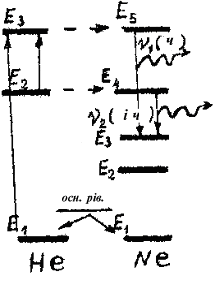 E₃ E₅
ν₁(ч)
E₂ E₄
ν₂(іч)
E₃
E₂
осн. рів.
E₁ E₁
He Ne